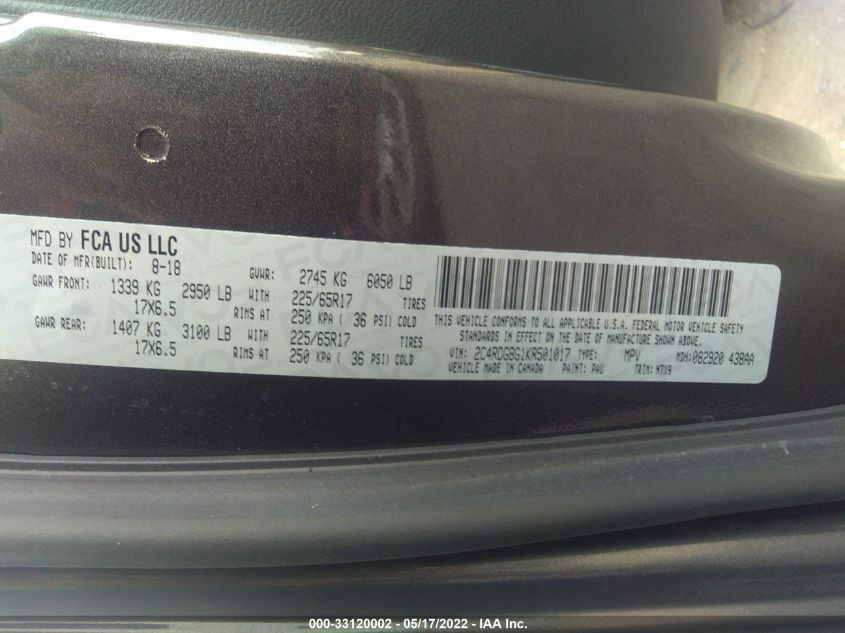 MFD BY FCA US LLC
DATE OF MFR(BUILT): 8-18 GVWR: 2745 KG 6050 LB
GAWR FRONT: 1339 KG 2950 LB WITH 225/65R17 TIRES
17X6.5 RIMS AT 250 KPA ( 36 PSI) COLD
GAWR REAR: 1407 KG 3100 LB WITH 225/65R17 TIRES
17X6.5 RIMS AT 250 KPA ( 36 PSI) COLD
THIS VEHICLE CONFORMS TO ALL APPLICABLE U.S.A. FEDERAL MOTOR VEHICLE SAFETY
STANDARDS IN EFFECT ON THE DATE OF MANUFACTURE SHOWN ABOVE.
VIN: 2C4RDGBG1KR501017 TYPE: MPV MDH:082920 438AA
VEHICLE MADE IN CANADA PAINT: PAU TRIM: M7X9
000-33120002 - 05/17/2022 - IAA Inc.